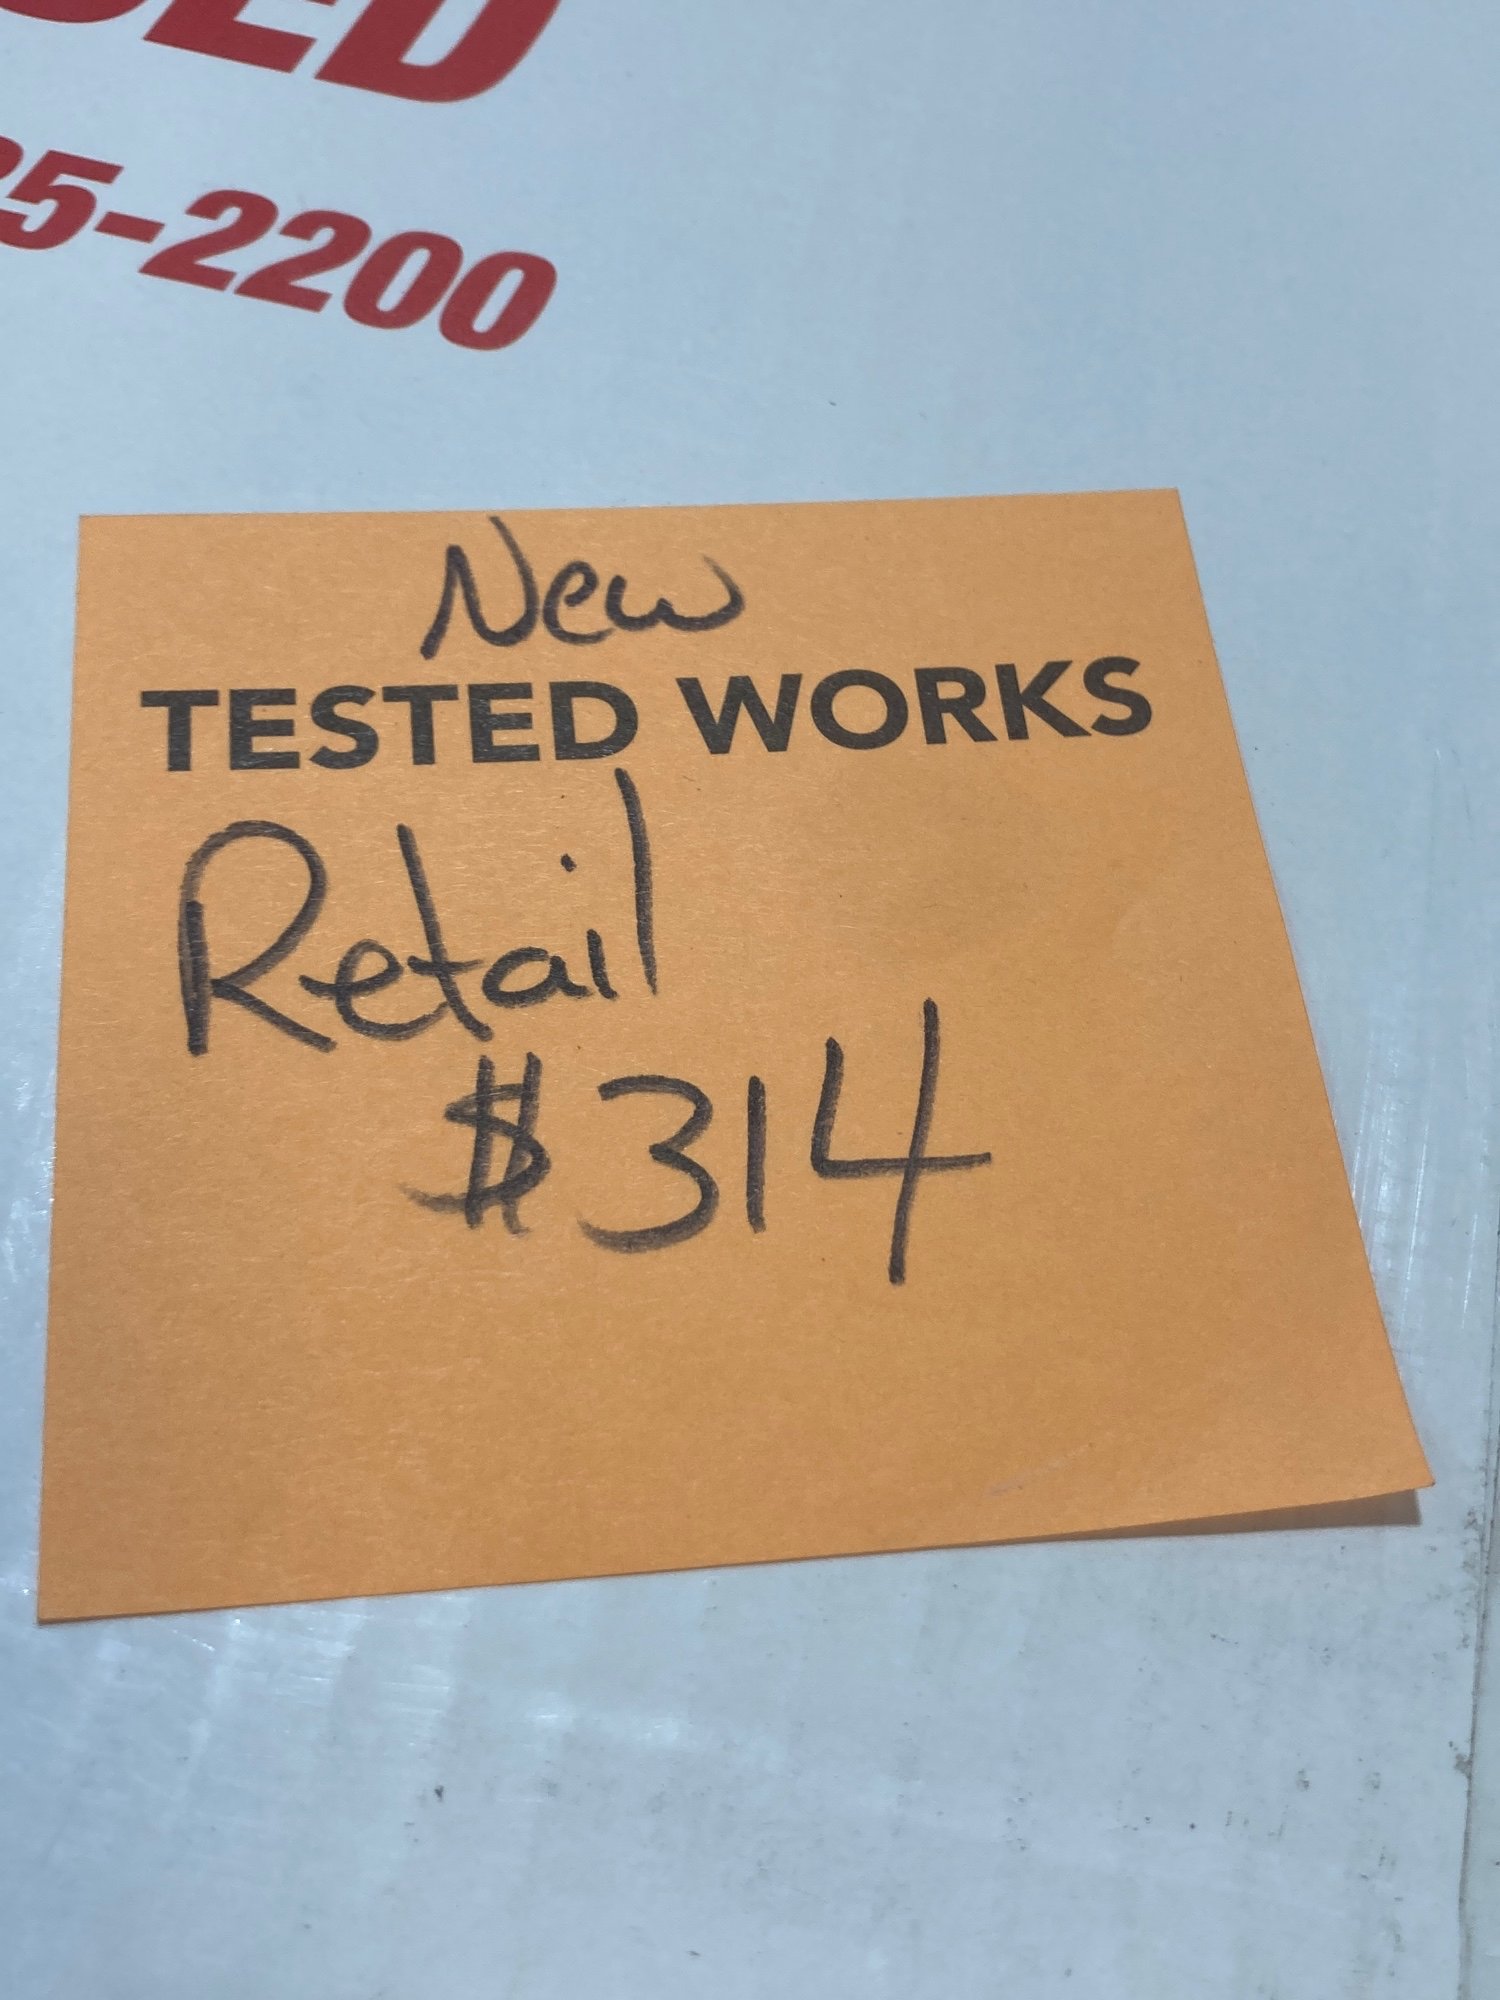 25-2200
New
TESTED WORKS
Retail
$314